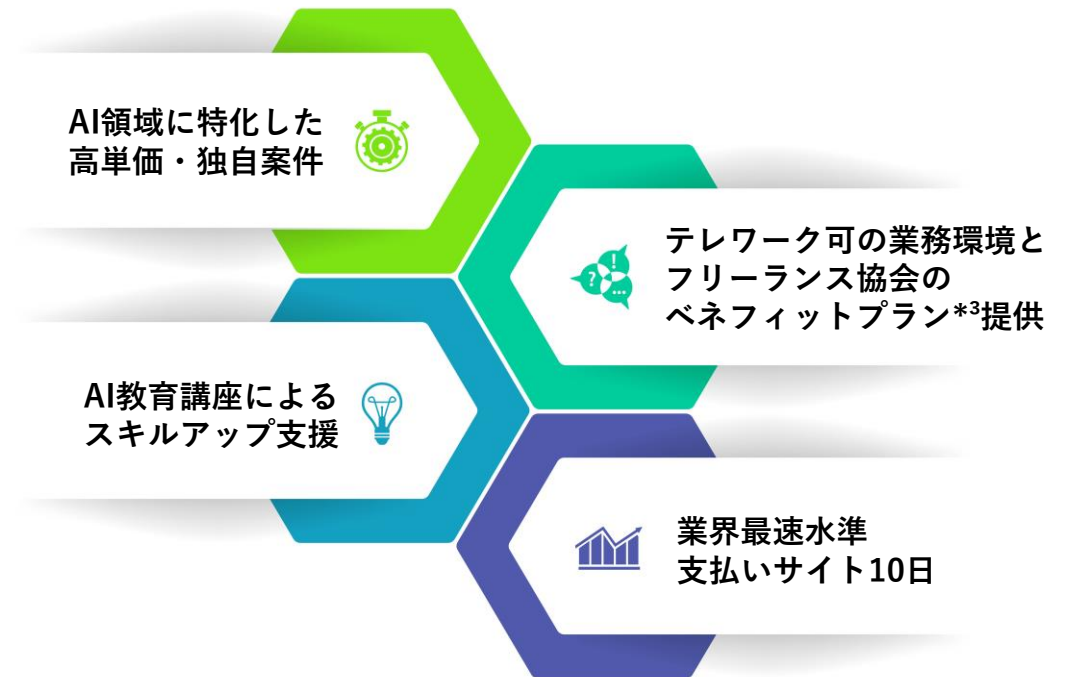 AI領域に特化した
高単価・独自案件
テレワーク可の業務環境と
フリーランス協会の
ベネフィットプラン*³提供
AI教育講座による
スキルアップ支援
業界最速水準
支払いサイト10日
! ? ...